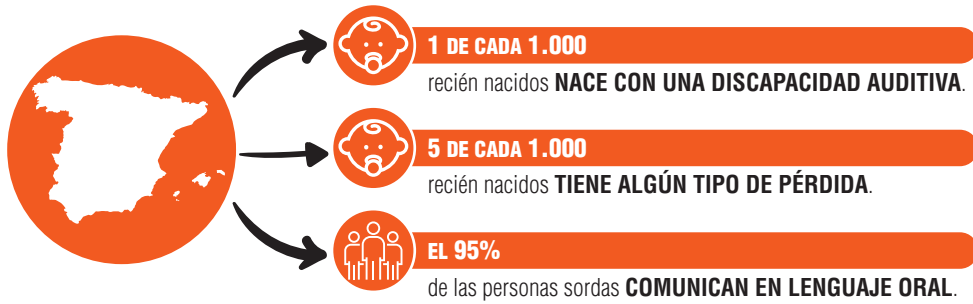 1 DE CADA 1.000
recién nacidos NACE CON UNA DISCAPACIDAD AUDITIVA.
5 DE CADA 1.000
recién nacidos TIENE ALGÚN TIPO DE PÉRDIDA.
EL 95%
de las personas sordas COMUNICAN EN LENGUAJE ORAL.